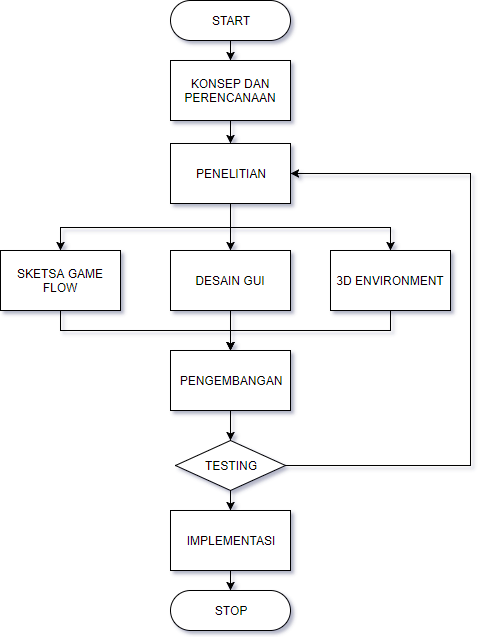 START
KONSEP DAN
PERENCANAAN
PENELITIAN
SKETSA GAME
FLOW
DESAIN GUI
3D ENVIRONMENT
PENGEMBANGAN
TESTING
IMPLEMENTASI
STOP